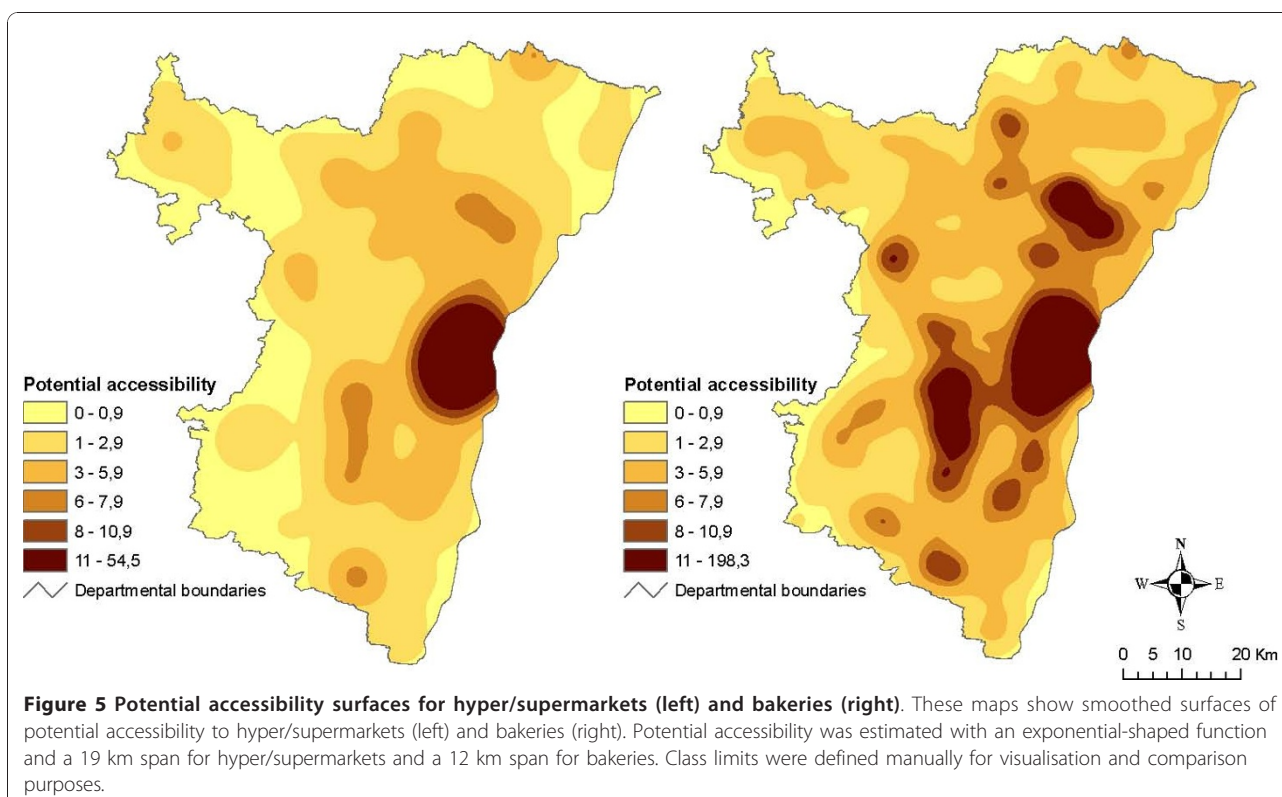 Potential accessibility
0 - 0,9
1 - 2,9
3 - 5,9
6 - 7,9
8 - 10,9
11 - 54,5
Departmental boundaries
Potential accessibility
0 - 0,9
1 - 2,9
3 - 5,9
6 - 7,9
8 - 10,9
11 - 198,3
Departmental boundaries
N
W E
S
0 5 10 20 Km
Figure 5 Potential accessibility surfaces for hyper/supermarkets (left) and bakeries (right). These maps show smoothed surfaces of
potential accessibility to hyper/supermarkets (left) and bakeries (right). Potential accessibility was estimated with an exponential-shaped function
and a 19 km span for hyper/supermarkets and a 12 km span for bakeries. Class limits were defined manually for visualisation and comparison
purposes.